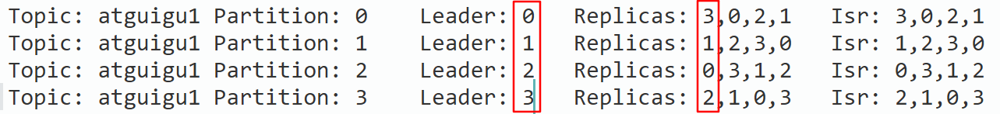 Topic: atguigu1 Partition: 0    Leader: 0    Replicas: 3,0,2,1    Isr: 3,0,2,1
Topic: atguigu1 Partition: 1    Leader: 1    Replicas: 1,2,3,0    Isr: 1,2,3,0
Topic: atguigu1 Partition: 2    Leader: 2    Replicas: 0,3,1,2    Isr: 0,3,1,2
Topic: atguigu1 Partition: 3    Leader: 3    Replicas: 2,1,0,3    Isr: 2,1,0,3